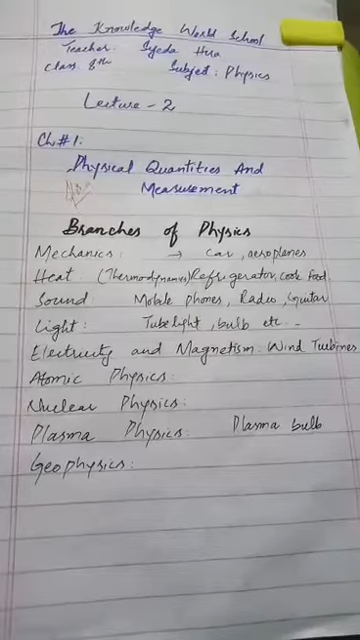 The Knowledge World School
Teacher: Syeda Hira
Class 8th Subject: Physics
Lecture - 2
Ch#1:
Physical Quantities And
Measurement
Branches of Physics
Mechanics: → Car, aeroplanes
Heat: (Thermodynamics) Refrigerator, Cook Food
Sound Mobile phones, Radio, Guitar
Light: Tubelight, bulb etc. -
Electricity and Magnetism: Wind Turbines
Atomic Physics:
Nuclear Physics:
Plasma Physics: Plasma bulb
Geophysics: